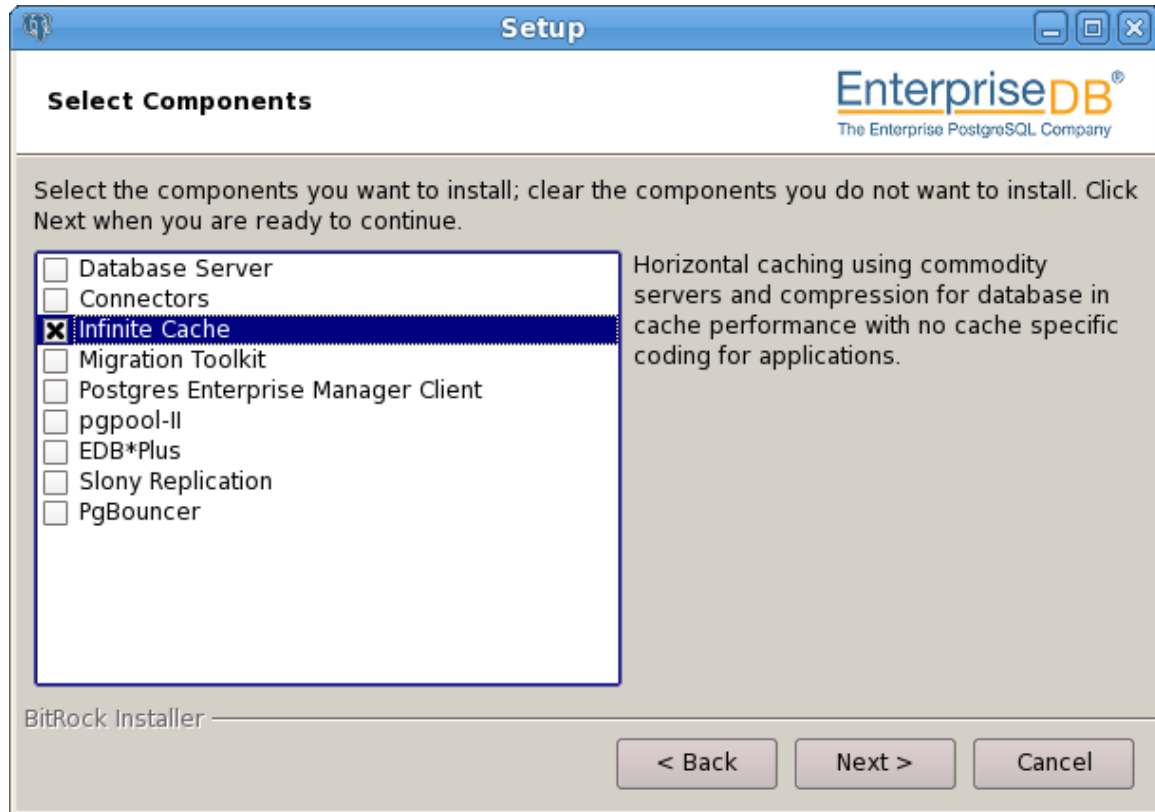 Setup
Select Components
EnterpriseDB®
The Enterprise PostgreSQL Company
Select the components you want to install; clear the components you do not want to install. Click
Next when you are ready to continue.
Database Server
Connectors
Infinite Cache
Migration Toolkit
Postgres Enterprise Manager Client
pgpool-II
EDB*Plus
Slony Replication
PgBouncer
Horizontal caching using commodity
servers and compression for database in
cache performance with no cache specific
coding for applications.
BitRock Installer
< Back
Next >
Cancel